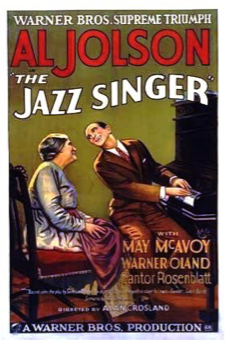 WARNER BROS. SUPREME TRIUMPH
AL JOLSON
"THE
JAZZ SINGER"
WITH
MAY McAVOY
WARNER OLAND
Cantor Rosenblatt
DIRECTED BY ALAN CROSLAND
A WARNER BROS. PRODUCTION